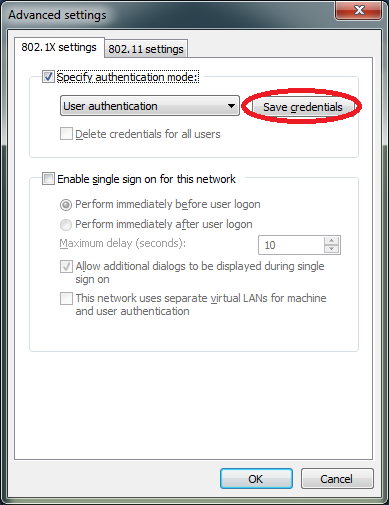 Advanced settings
802.1X settings
802.11 settings
Specify authentication mode:
User authentication
Save credentials
Delete credentials for all users
Enable single sign on for this network
Perform immediately before user logon
Perform immediately after user logon
Maximum delay (seconds):
10
Allow additional dialogs to be displayed during single
sign on
This network uses separate virtual LANs for machine
and user authentication
OK
Cancel